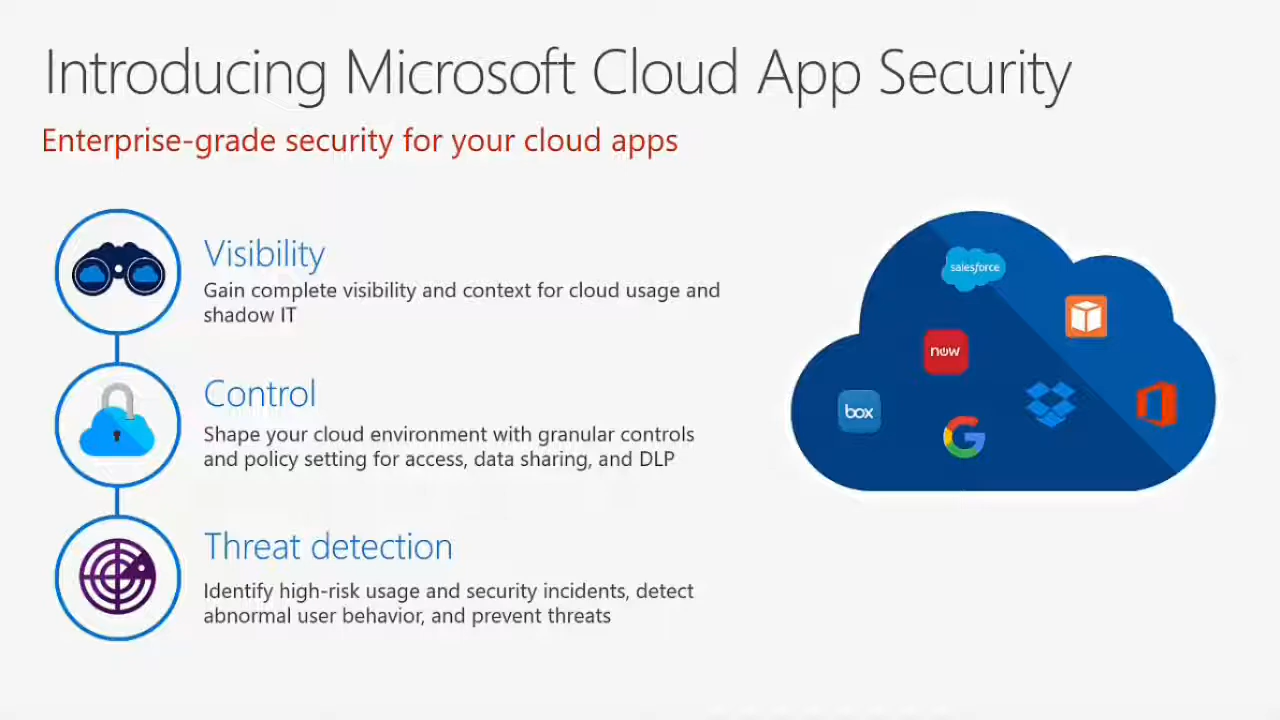 Introducing Microsoft Cloud App Security
Enterprise-grade security for your cloud apps
Visibility
Gain complete visibility and context for cloud usage and
shadow IT
Control
Shape your cloud environment with granular controls
and policy setting for access, data sharing, and DLP
Threat detection
Identify high-risk usage and security incidents, detect
abnormal user behavior, and prevent threats
salesforce
now
box